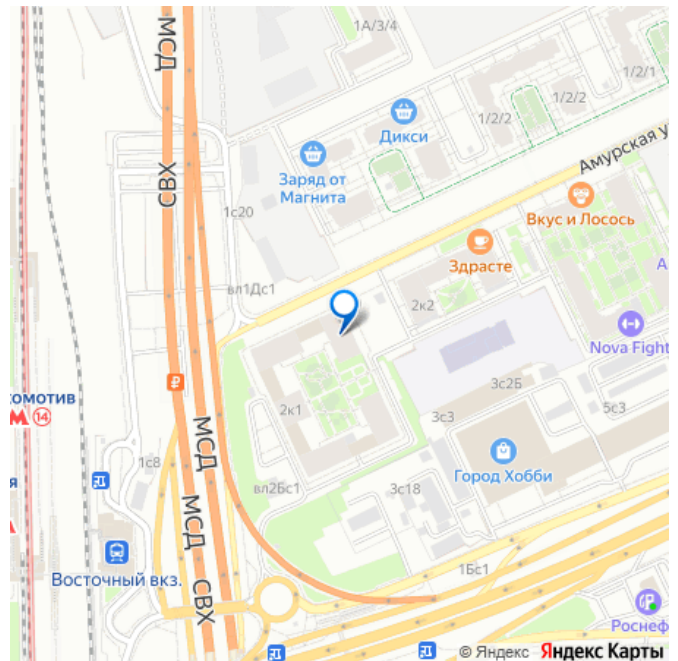 МСД
1А/3/4
1/2/1
1/2/2
1/2/2
Дикси
Амурская у
Заряд от
Магнита
СВХ
1с20
Вкус и Лосось
Здрасте
А
вл1Дс1
2к2
Nova Fight
₽
3с2Б
комотив
14
2к1
5с3
3с3
МСД
Город Хобби
я
1с8
вл2Бс1
3с18
МСД
Восточный вкз.
1Бс1
СВХ
Роснеф
© Яндекс Яндекс Карты